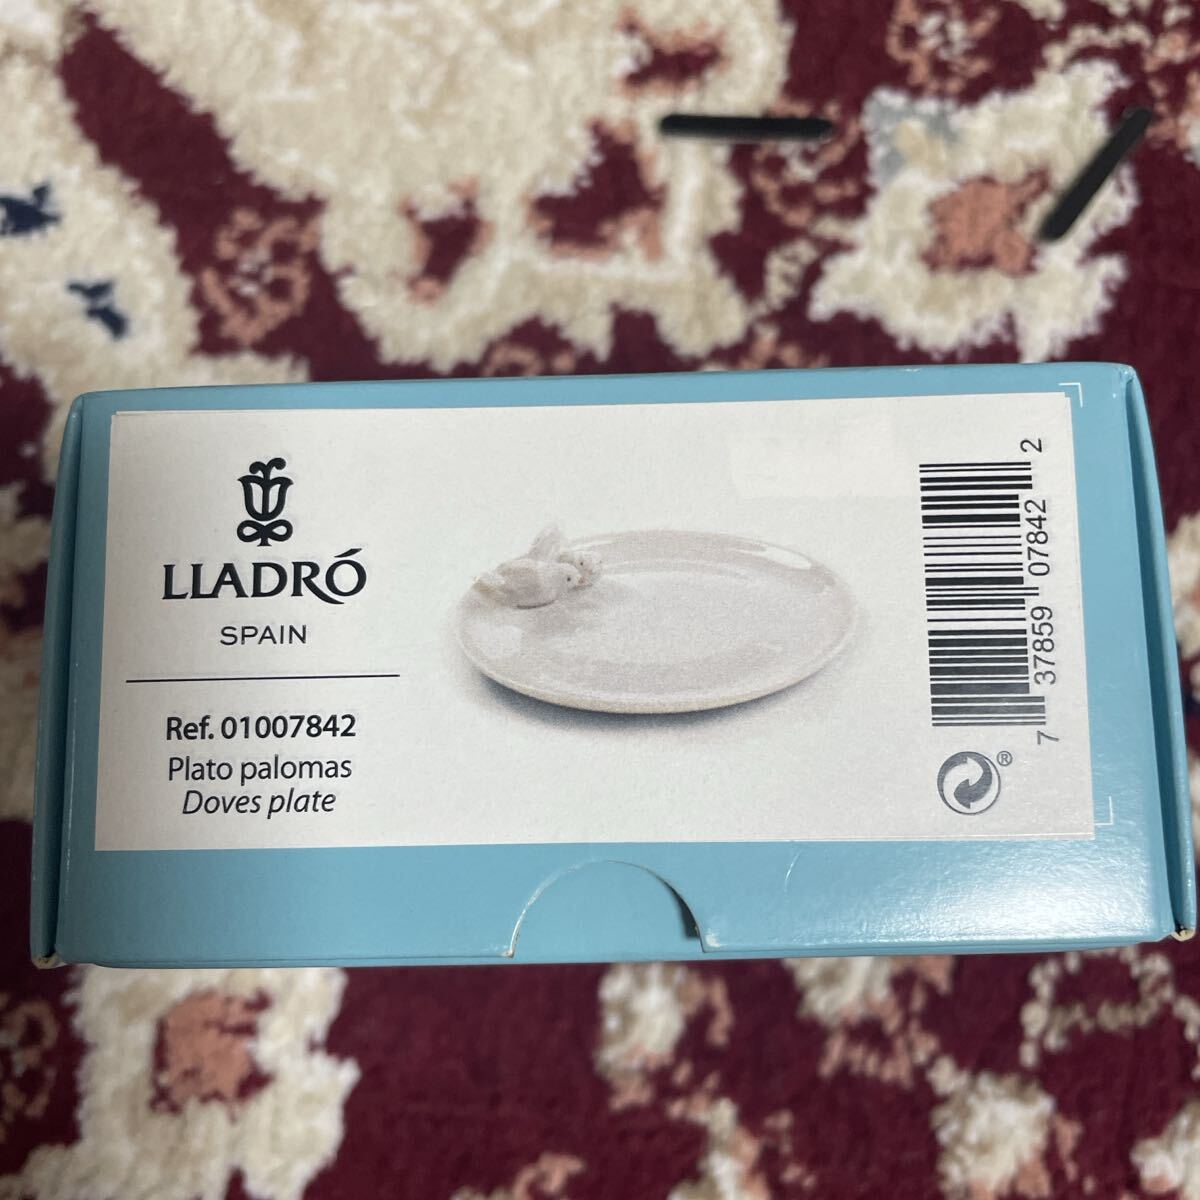 LLADRÓ
SPAIN
Ref. 01007842
Plato palomas
Doves plate
7 37859 07842 2
®